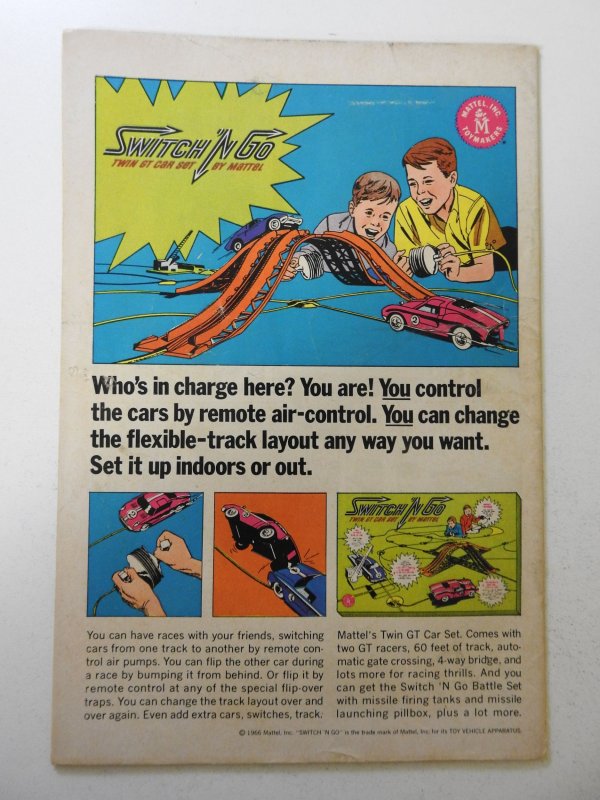 SWITCH 'N GO
TWIN GT CAR SET BY MATTEL
MATTEL, INC.
M
TOYMAKERS
Who's in charge here? You are! You control
the cars by remote air-control. You can change
the flexible-track layout any way you want.
Set it up indoors or out.
SWITCH 'N GO
TWIN GT CAR SET BY MATTEL
You can have races with your friends, switching
cars from one track to another by remote con-
trol air pumps. You can flip the other car during
a race by bumping it from behind. Or flip it by
remote control at any of the special flip-over
traps. You can change the track layout over and
over again. Even add extra cars, switches, track.
Mattel's Twin GT Car Set. Comes with
two GT racers, 60 feet of track, auto-
matic gate crossing, 4-way bridge, and
lots more for racing thrills. And you
can get the Switch 'N Go Battle Set
with missile firing tanks and missile
launching pillbox, plus a lot more.
© 1966 Mattel, Inc. "SWITCH 'N GO" is the trade mark of Mattel, Inc. for its TOY VEHICLE APPARATUS.